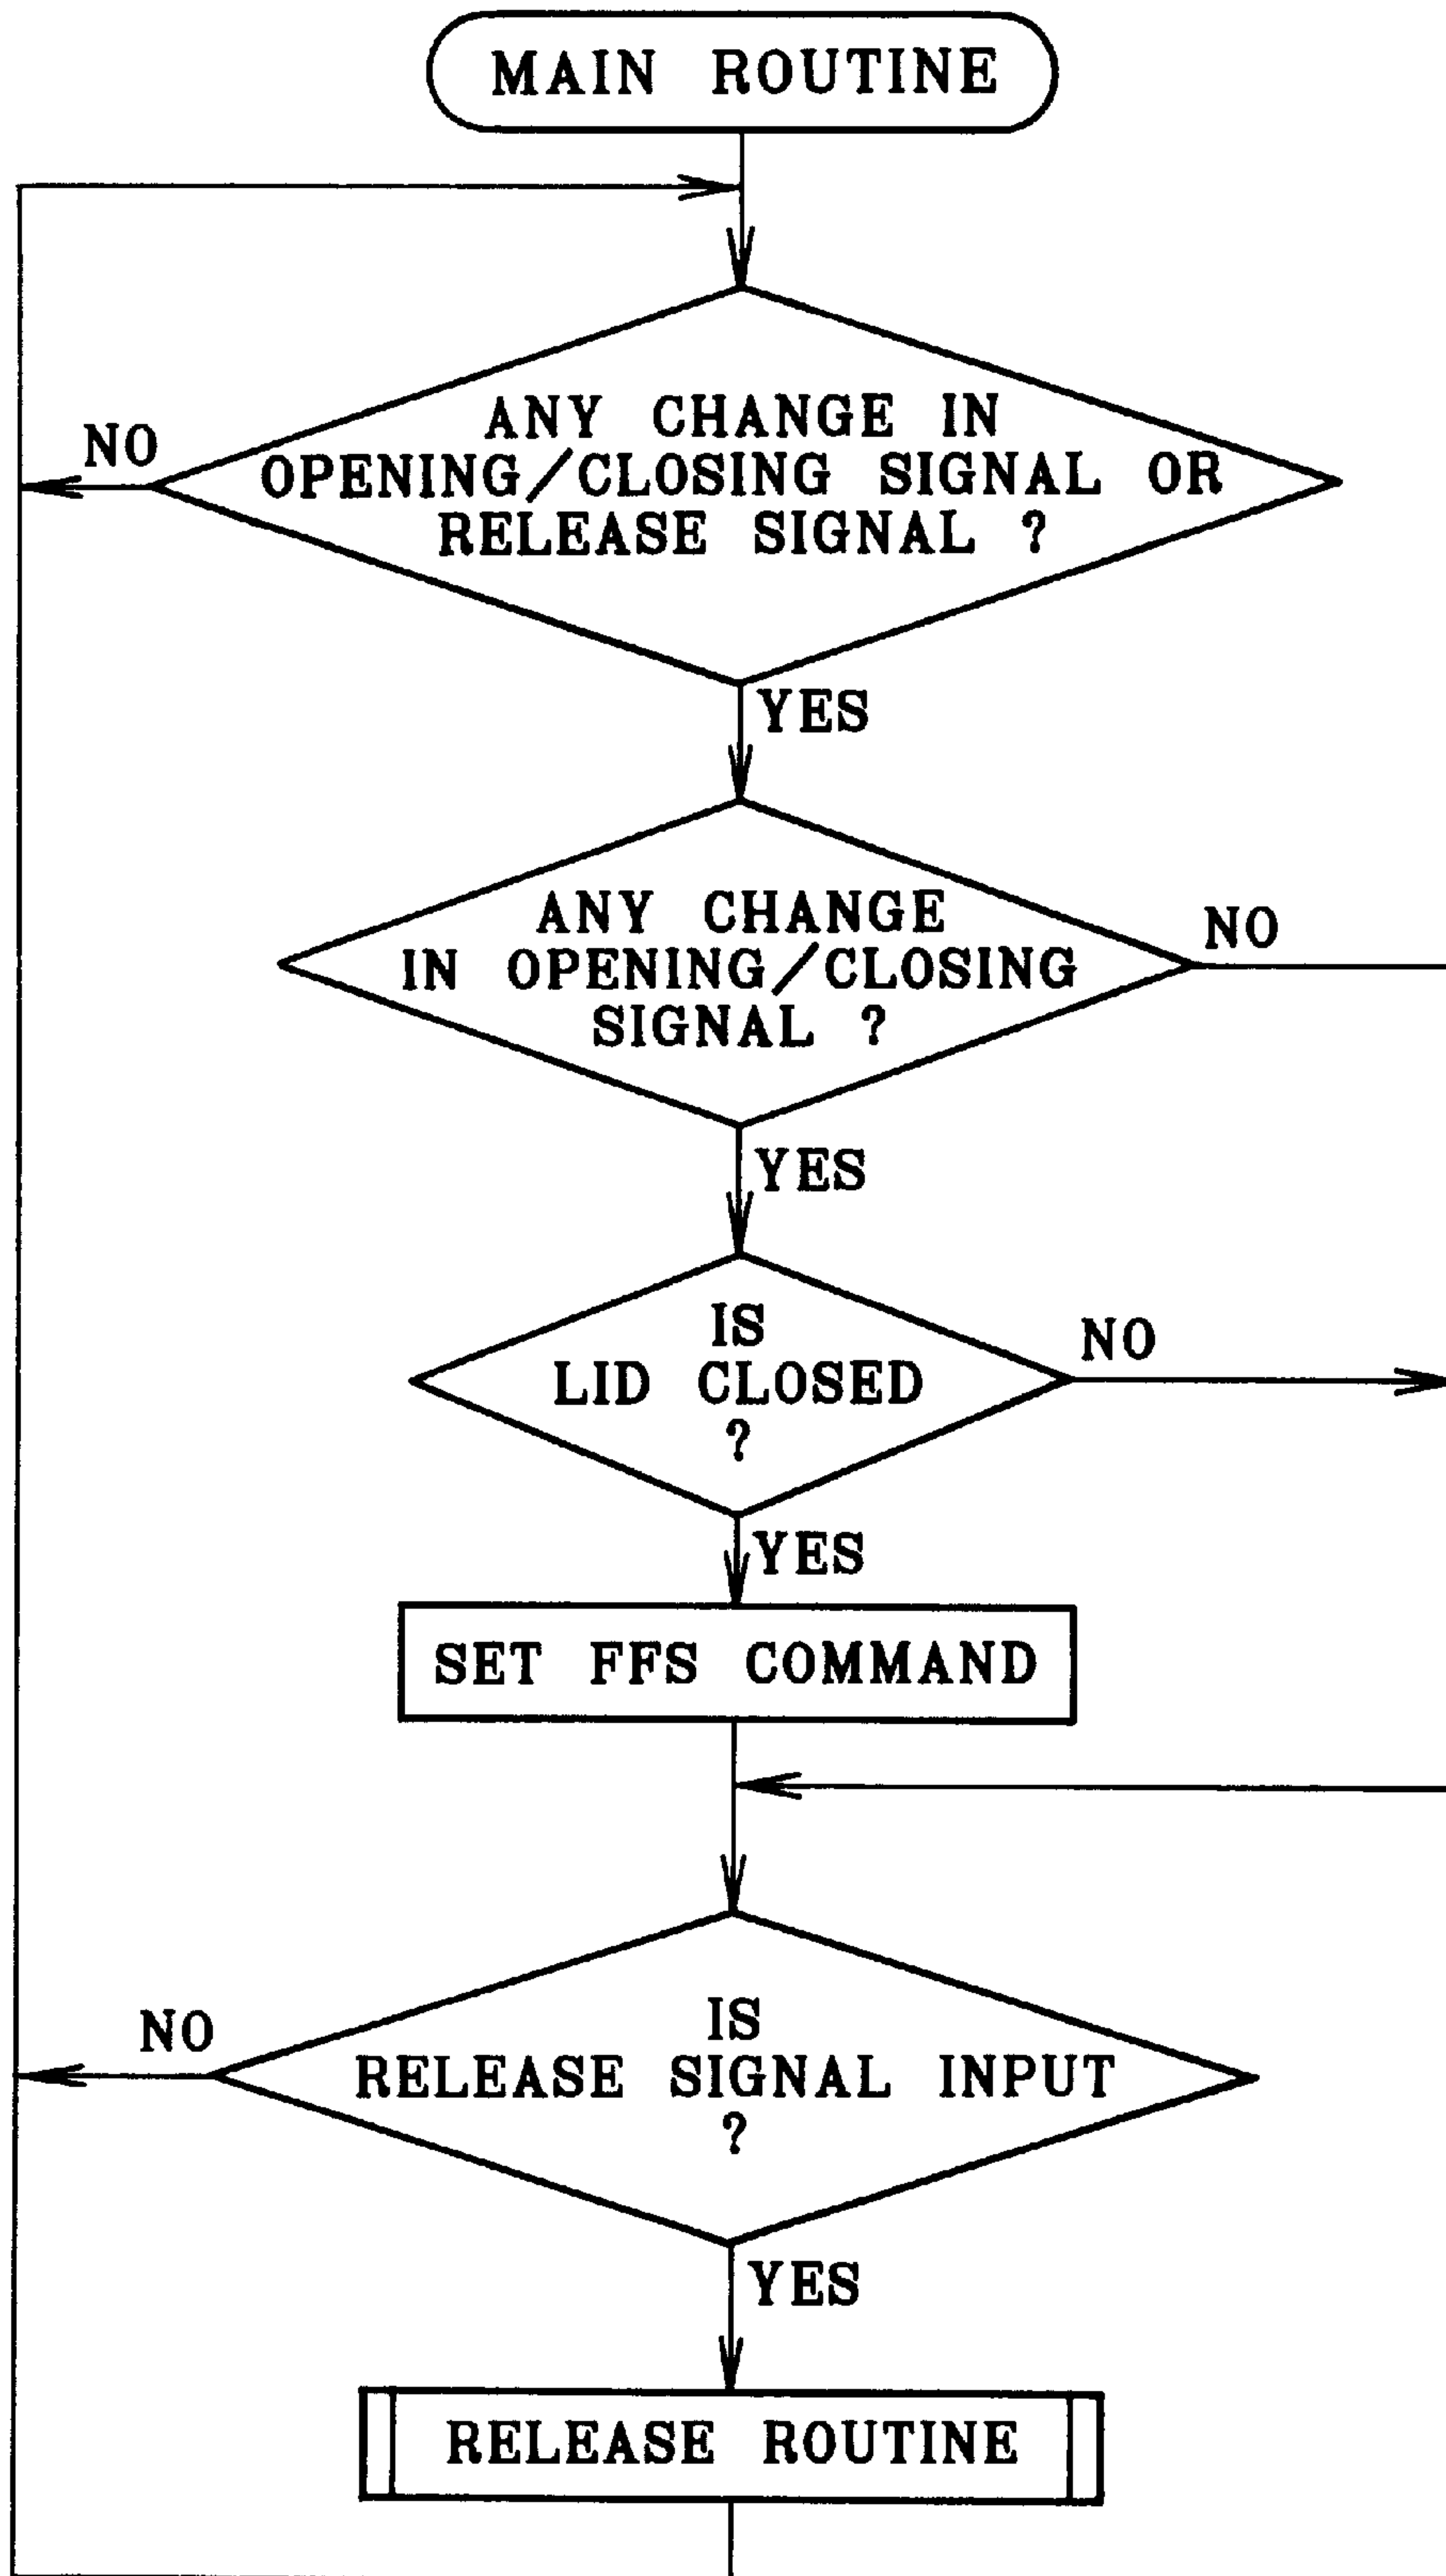 MAIN ROUTINE
ANY CHANGE IN
OPENING/CLOSING SIGNAL OR
RELEASE SIGNAL ?
NO
YES
ANY CHANGE
IN OPENING/CLOSING
SIGNAL ?
NO
YES
IS
LID CLOSED
?
NO
YES
SET FFS COMMAND
IS
RELEASE SIGNAL INPUT
?
NO
YES
RELEASE ROUTINE